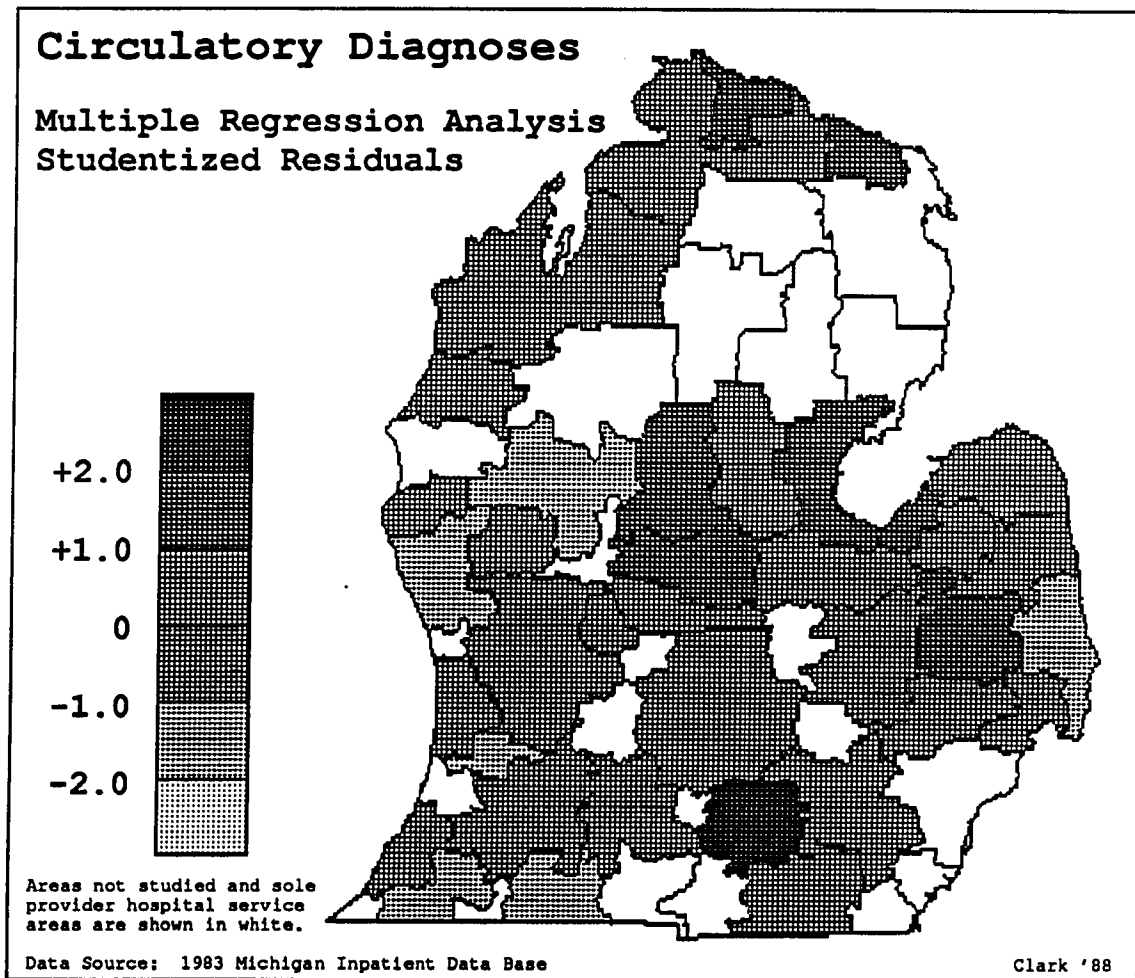 Circulatory Diagnoses
Multiple Regression Analysis
Studentized Residuals
+2.0
+1.0
0
-1.0
-2.0
Areas not studied and sole
provider hospital service
areas are shown in white.
Data Source: 1983 Michigan Inpatient Data Base
Clark '88